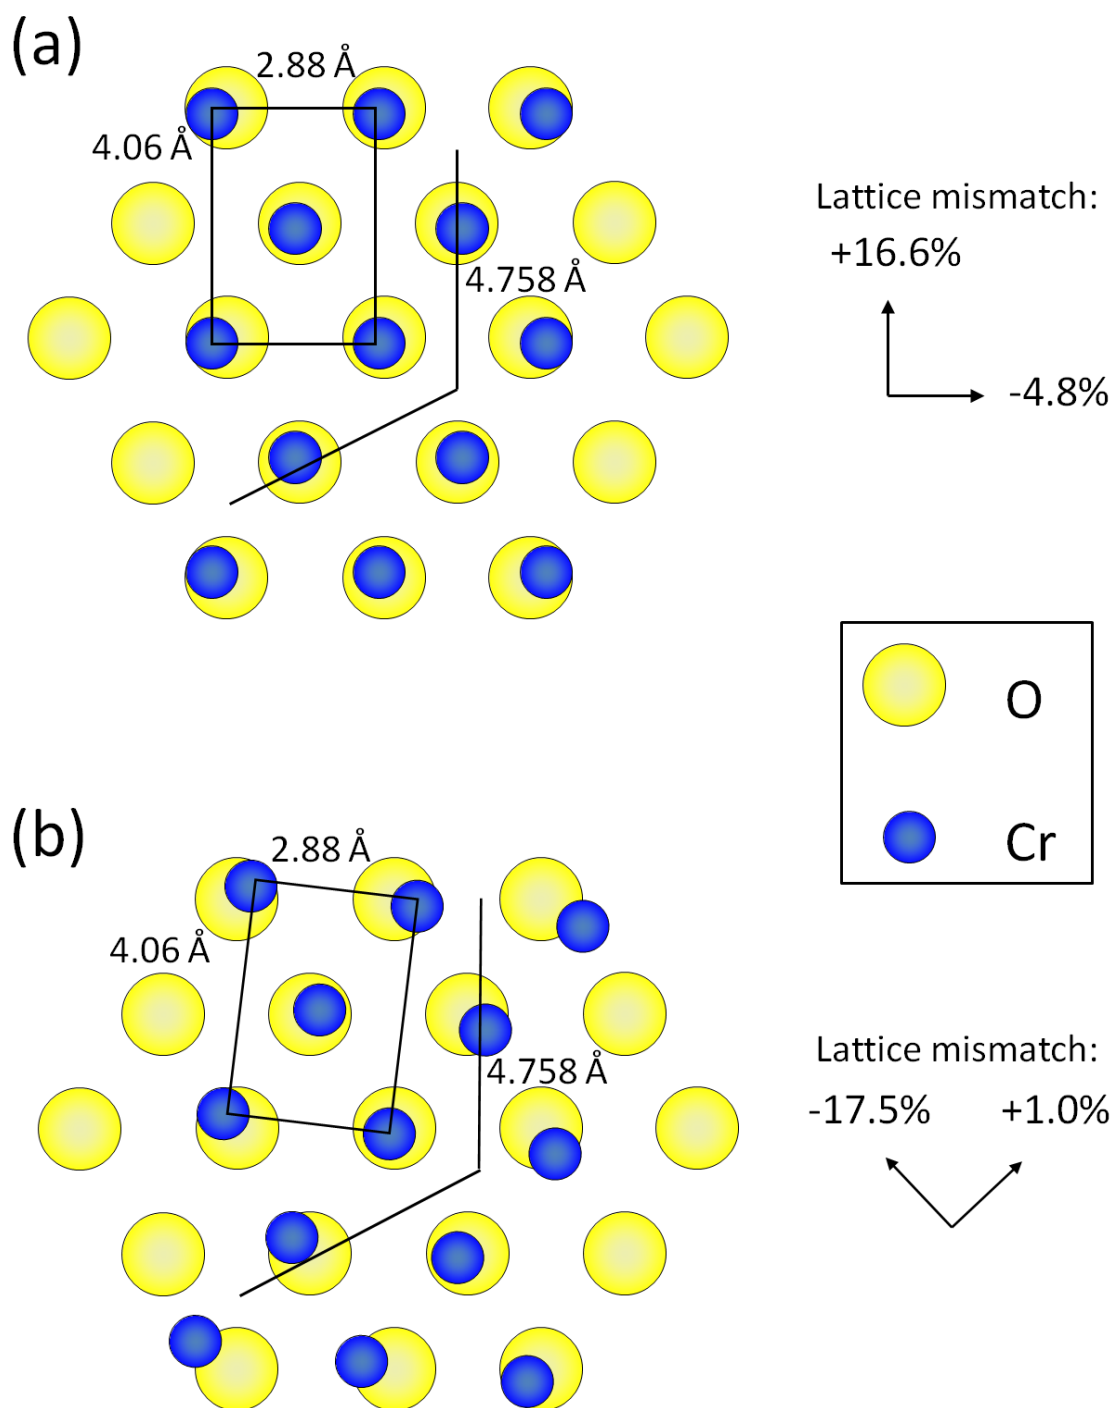 (a)
2.88 Å
4.06 Å
4.758 Å
Lattice mismatch:
+16.6%
-4.8%
O
Cr
(b)
2.88 Å
4.06 Å
4.758 Å
Lattice mismatch:
-17.5%
+1.0%